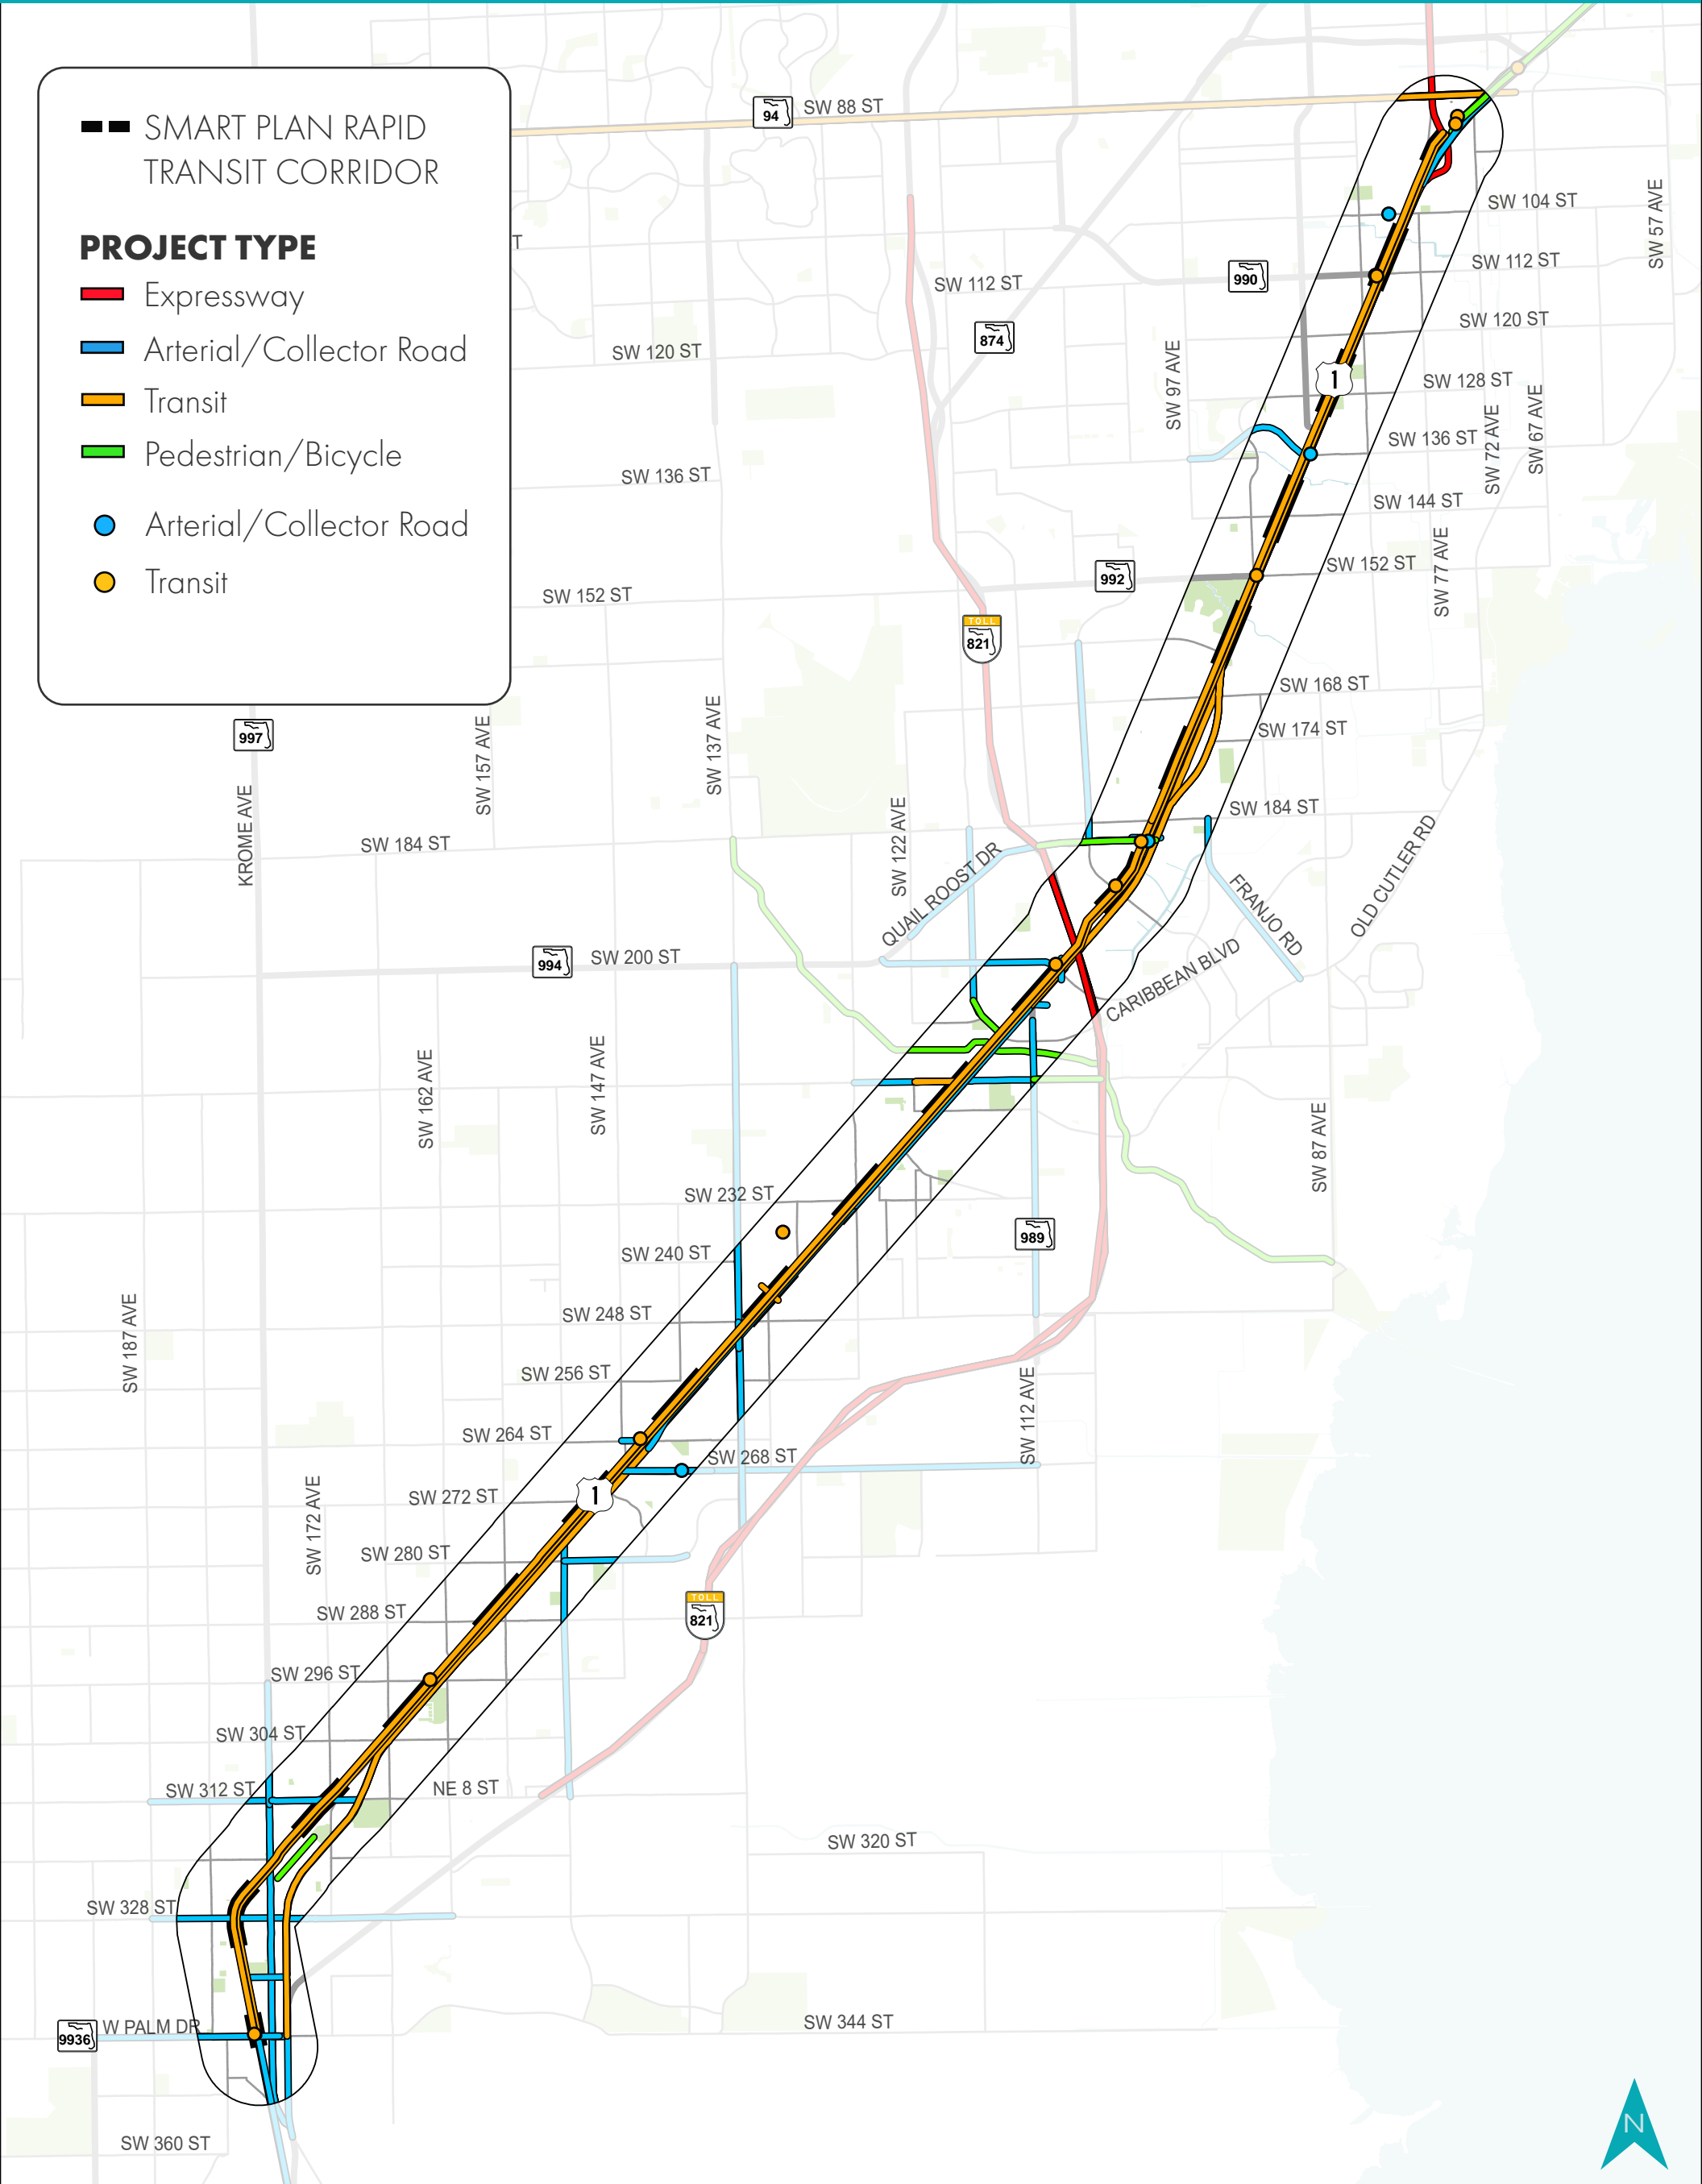 SMART PLAN RAPID
TRANSIT CORRIDOR
PROJECT TYPE
Expressway
Arterial/Collector Road
Transit
Pedestrian/Bicycle
Arterial/Collector Road
Transit
94
SW 88 ST
T
SW 104 ST
SW 57 AVE
SW 112 ST
990
SW 112 ST
874
SW 120 ST
SW 120 ST
SW 97 AVE
1
SW 128 ST
SW 136 ST
SW 72 AVE
SW 67 AVE
SW 136 ST
SW 144 ST
SW 77 AVE
992
SW 152 ST
SW 152 ST
TOLL
821
SW 168 ST
997
SW 157 AVE
SW 137 AVE
SW 174 ST
KROME AVE
SW 122 AVE
SW 184 ST
SW 184 ST
QUAIL ROOST DR
FRANJO RD
OLD CUTLER RD
994
SW 200 ST
CARIBBEAN BLVD
SW 162 AVE
SW 147 AVE
SW 87 AVE
SW 232 ST
989
SW 240 ST
SW 187 AVE
SW 248 ST
SW 256 ST
SW 112 AVE
SW 264 ST
SW 268 ST
1
SW 272 ST
SW 172 AVE
SW 280 ST
TOLL
821
SW 288 ST
SW 296 ST
SW 304 ST
SW 312 ST
NE 8 ST
SW 320 ST
SW 328 ST
9936
W PALM DR
SW 344 ST
N
SW 360 ST